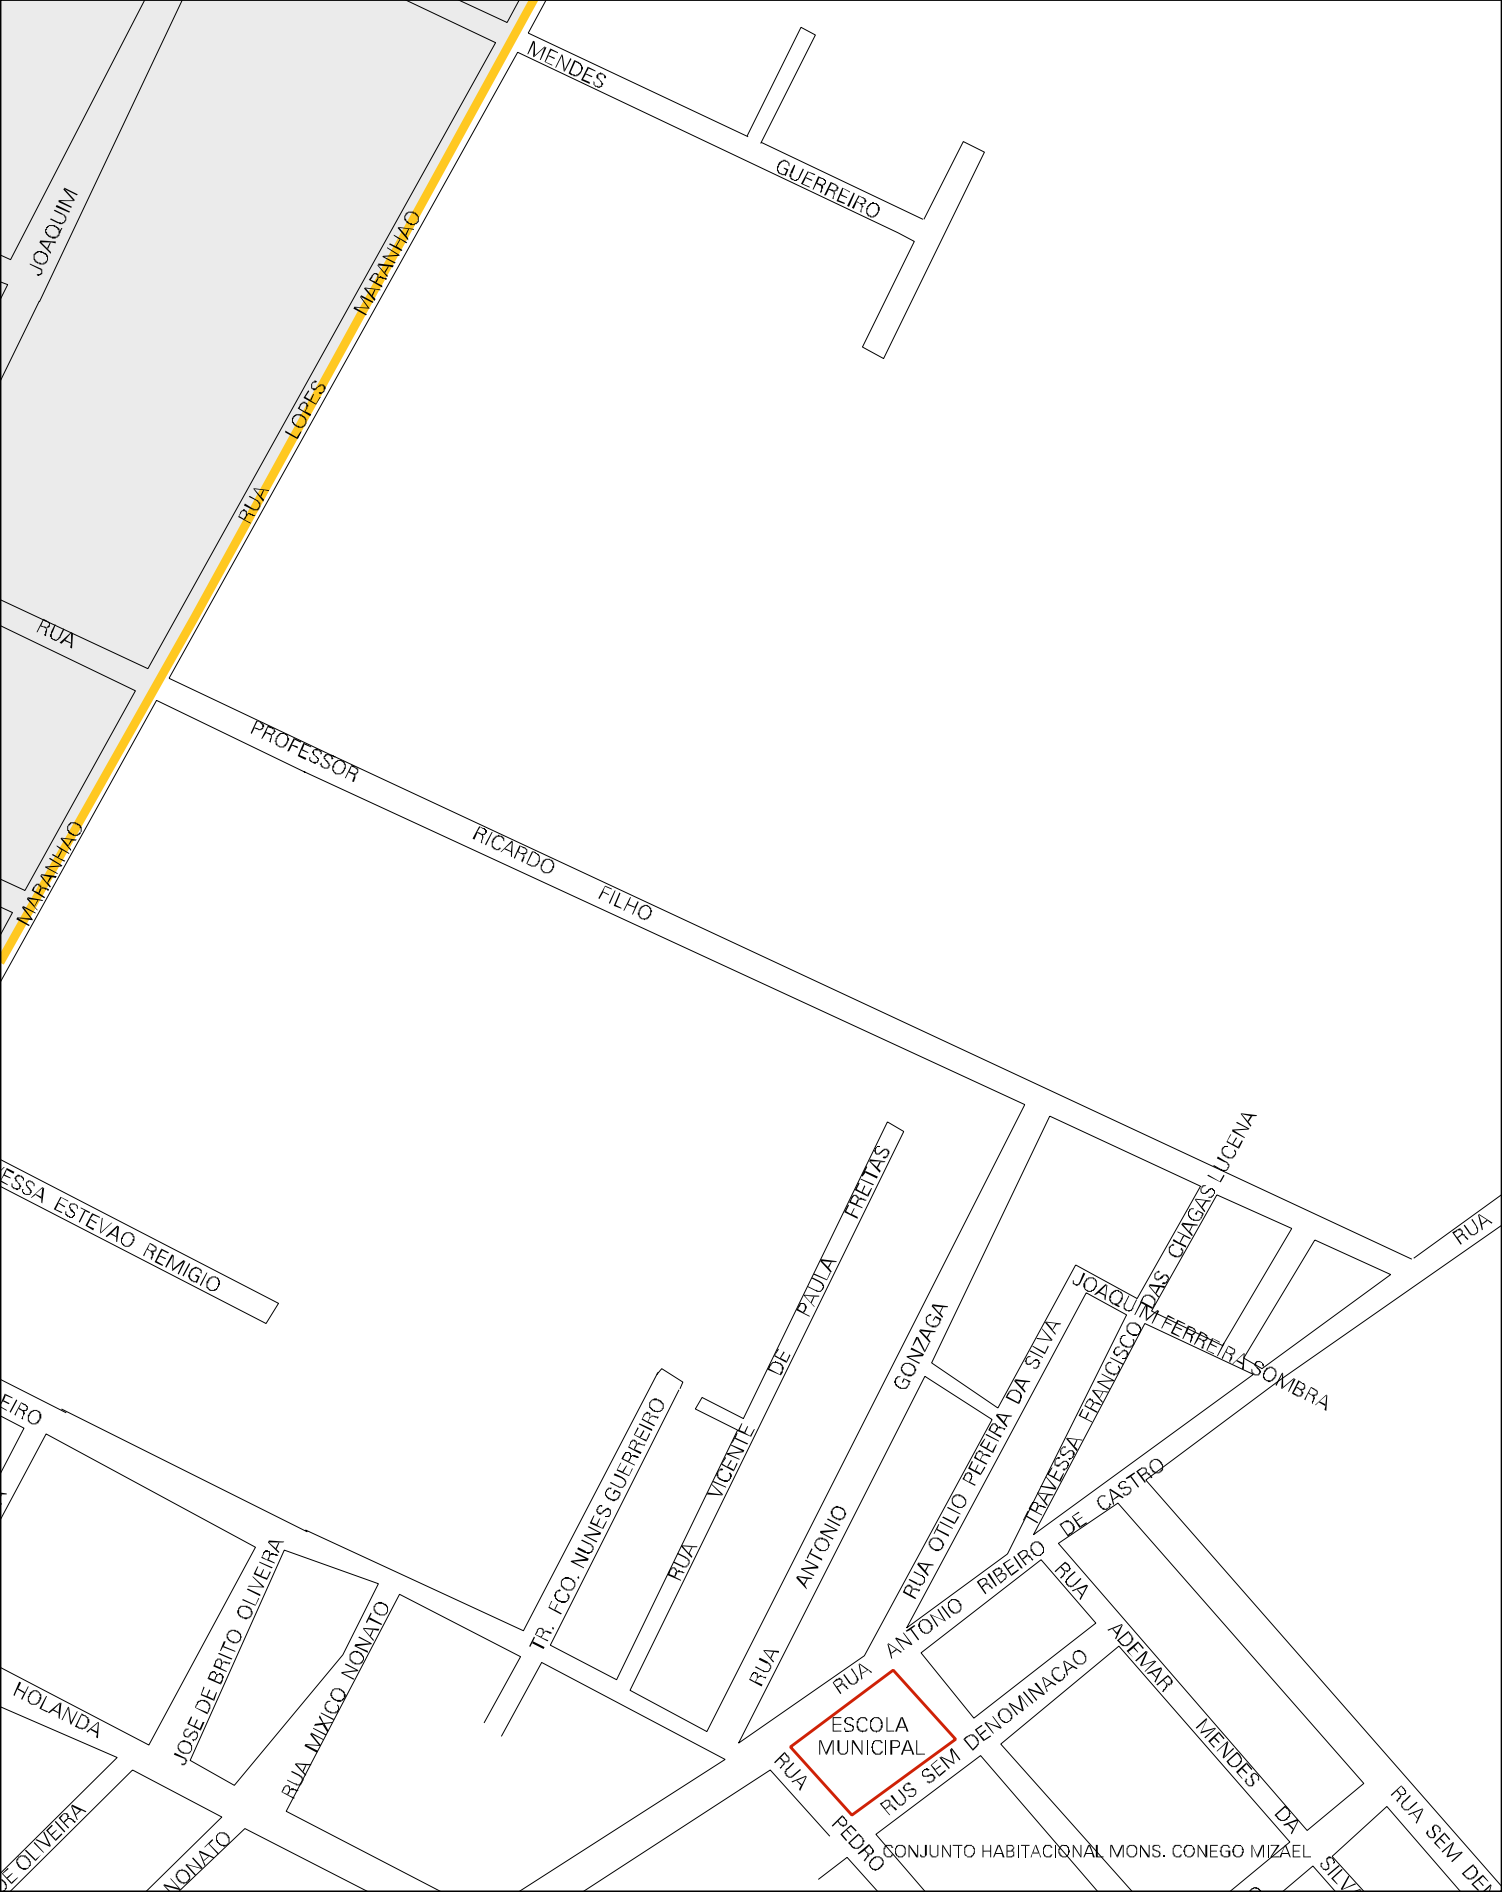 MENDES GUERREIRO
JOAQUIM
RUA LOPES MARANHAO
RUA
PROFESSOR RICARDO FILHO
MARANHAO
ESSA ESTEVAO REMIGIO
EIRO
TRAVESSA FRANCISCO DAS CHAGAS LUCENA
RUA
JOAQUIM FERREIRA SOMBRA
RUA VICENTE DE PAULA FREITAS
RUA ANTONIO GONZAGA
RUA OTILIO PEREIRA DA SILVA
TR. FCO. NUNES GUERREIRO
RUA ANTONIO RIBEIRO DE CASTRO
JOSE DE BRITO OLIVEIRA
RUA MIXICO NONATO
HOLANDA
RUA ADEMAR MENDES DA SILV
ESCOLA
MUNICIPAL
RUS SEM DENOMINACAO
RUA PEDRO
RUA SEM DEN
CONJUNTO HABITACIONAL MONS. CONEGO MIZAEL
DE OLIVEIRA
NONATO